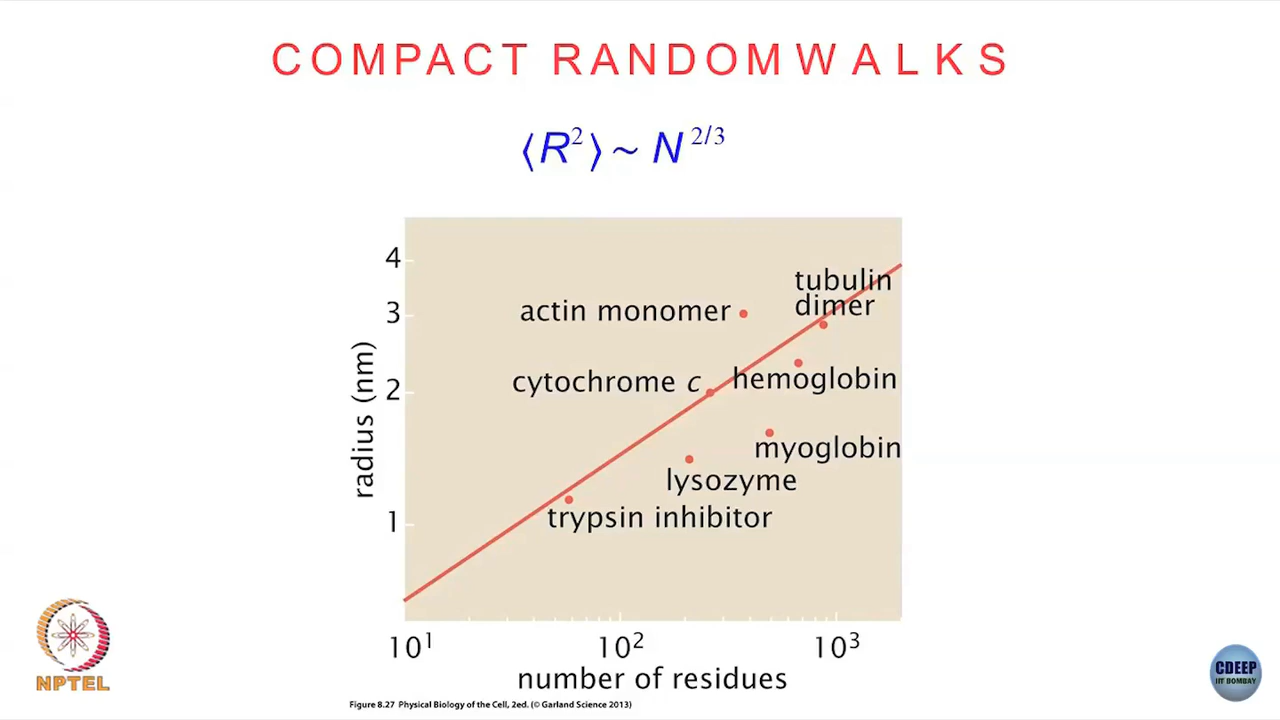 COMPACT RANDOM WALKS
⟨R²⟩ ~ N^2/3
4
3
2
1
radius (nm)
tubulin
dimer
actin monomer
cytochrome c
hemoglobin
myoglobin
lysozyme
trypsin inhibitor
10¹ 10² 10³
number of residues
Figure 8.27 Physical Biology of the Cell, 2ed. (© Garland Science 2013)
NPTEL
CDEEP
IIT BOMBAY